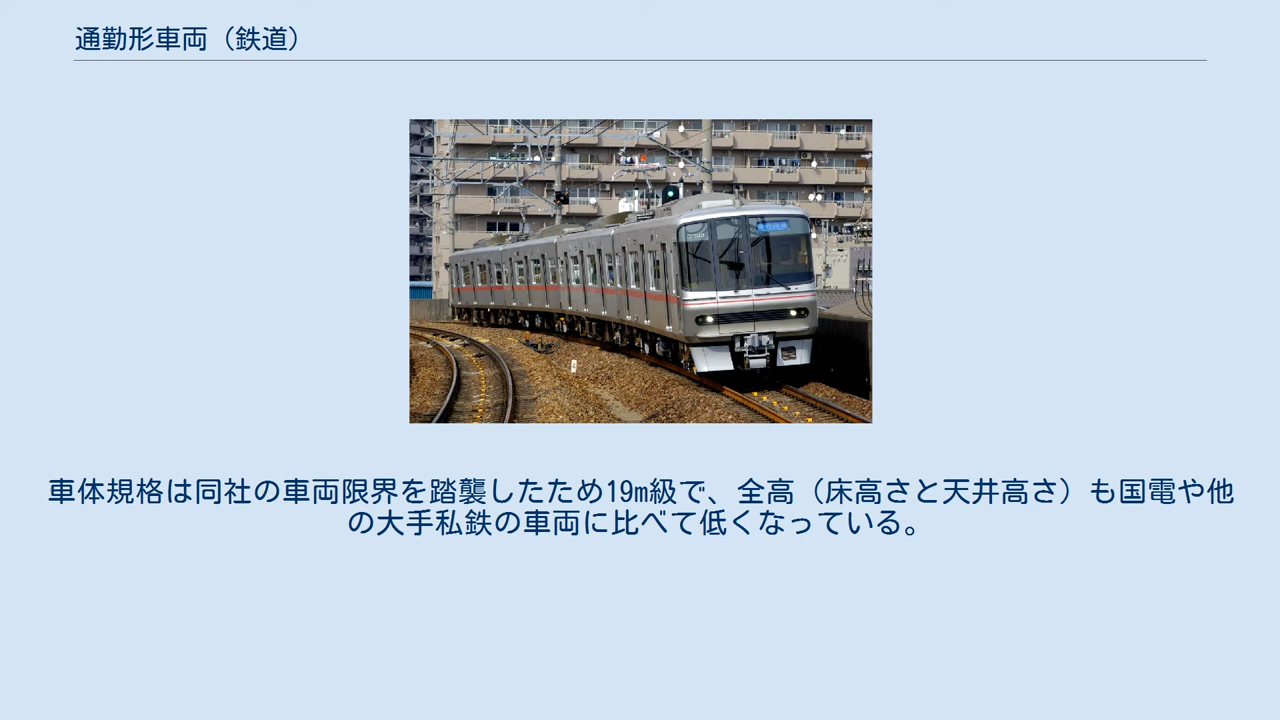 通勤形車両（鉄道）
車体規格は同社の車両限界を踏襲したため19m級で、全高（床高さと天井高さ）も国電や他
の大手私鉄の車両に比べて低くなっている。